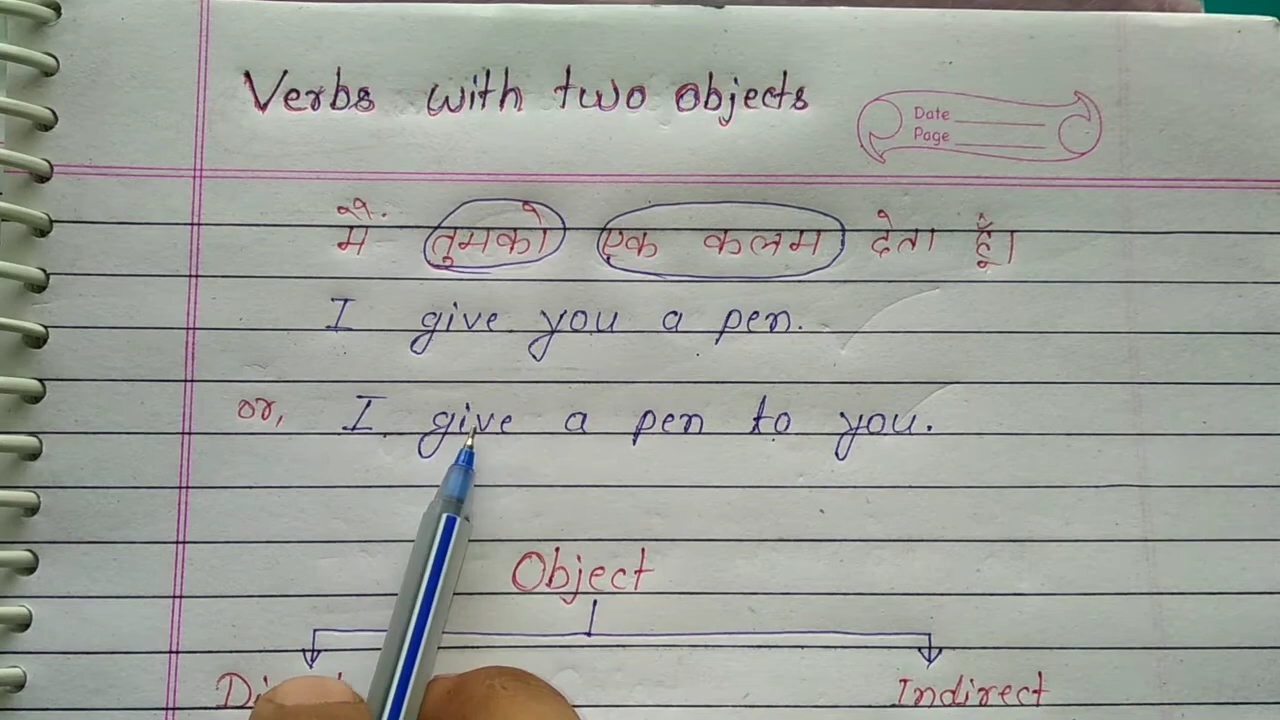 Verbs with two objects
Date
Page
मैं तुमको एक कलम देता हूँ।
I give you a pen.
or, I give a pen to you.
Object
Indirect